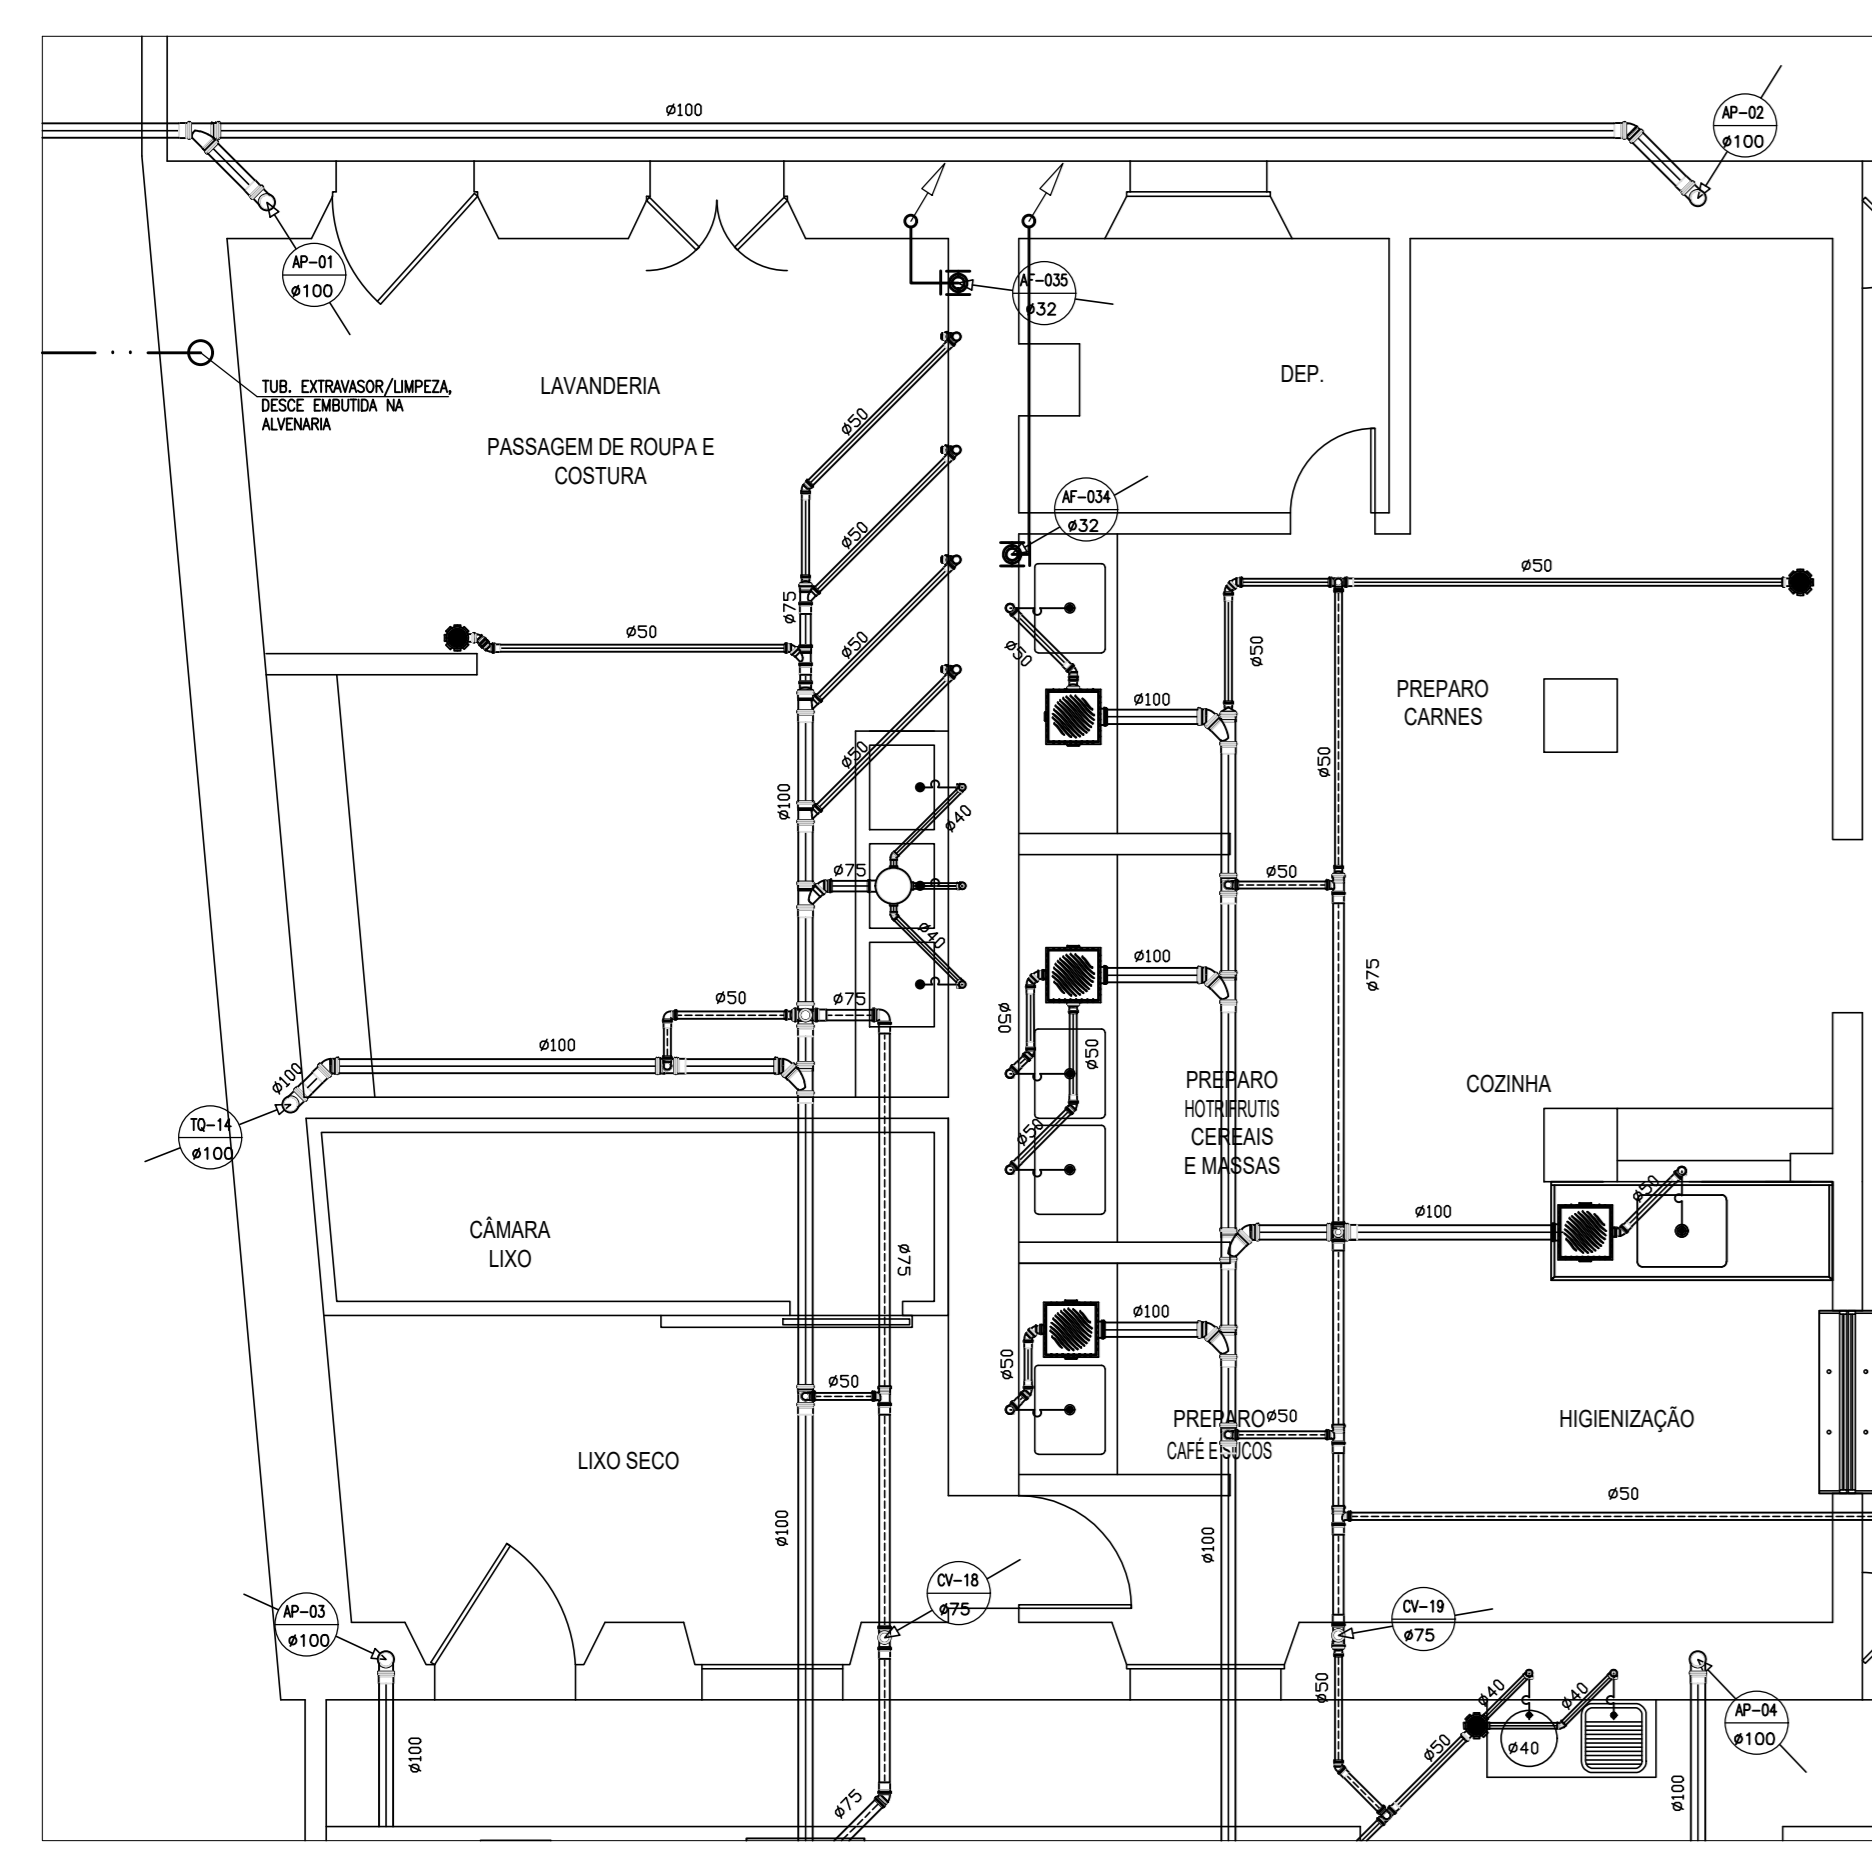 ø100
AP-02
ø100
AP-01
ø100
AF-035
ø32
TUB. EXTRAVASOR/LIMPEZA,
DESCE EMBUTIDA NA
ALVENARIA
LAVANDERIA
PASSAGEM DE ROUPA E
COSTURA
DEP.
ø50
ø50
AF-034
ø32
ø50
ø75
ø50
ø50
ø50
ø50
PREPARO
CARNES
ø100
ø50
ø50
ø100
ø40
ø75
ø50
ø40
ø100
ø75
ø50
ø75
ø50
ø50
ø100
ø100
PREPARO
HOTRIFRUTIS
CEREAIS
E MASSAS
COZINHA
TQ-14
ø100
ø50
ø50
CÂMARA
LIXO
ø75
ø100
ø100
ø50
ø50
PREPARO
CAFÉ E SUCOS
ø50
HIGIENIZAÇÃO
LIXO SECO
ø50
ø100
ø100
CV-18
ø75
CV-19
ø75
AP-03
ø100
ø50
ø40
ø40
AP-04
ø100
ø100
ø50
ø40
ø75
ø100